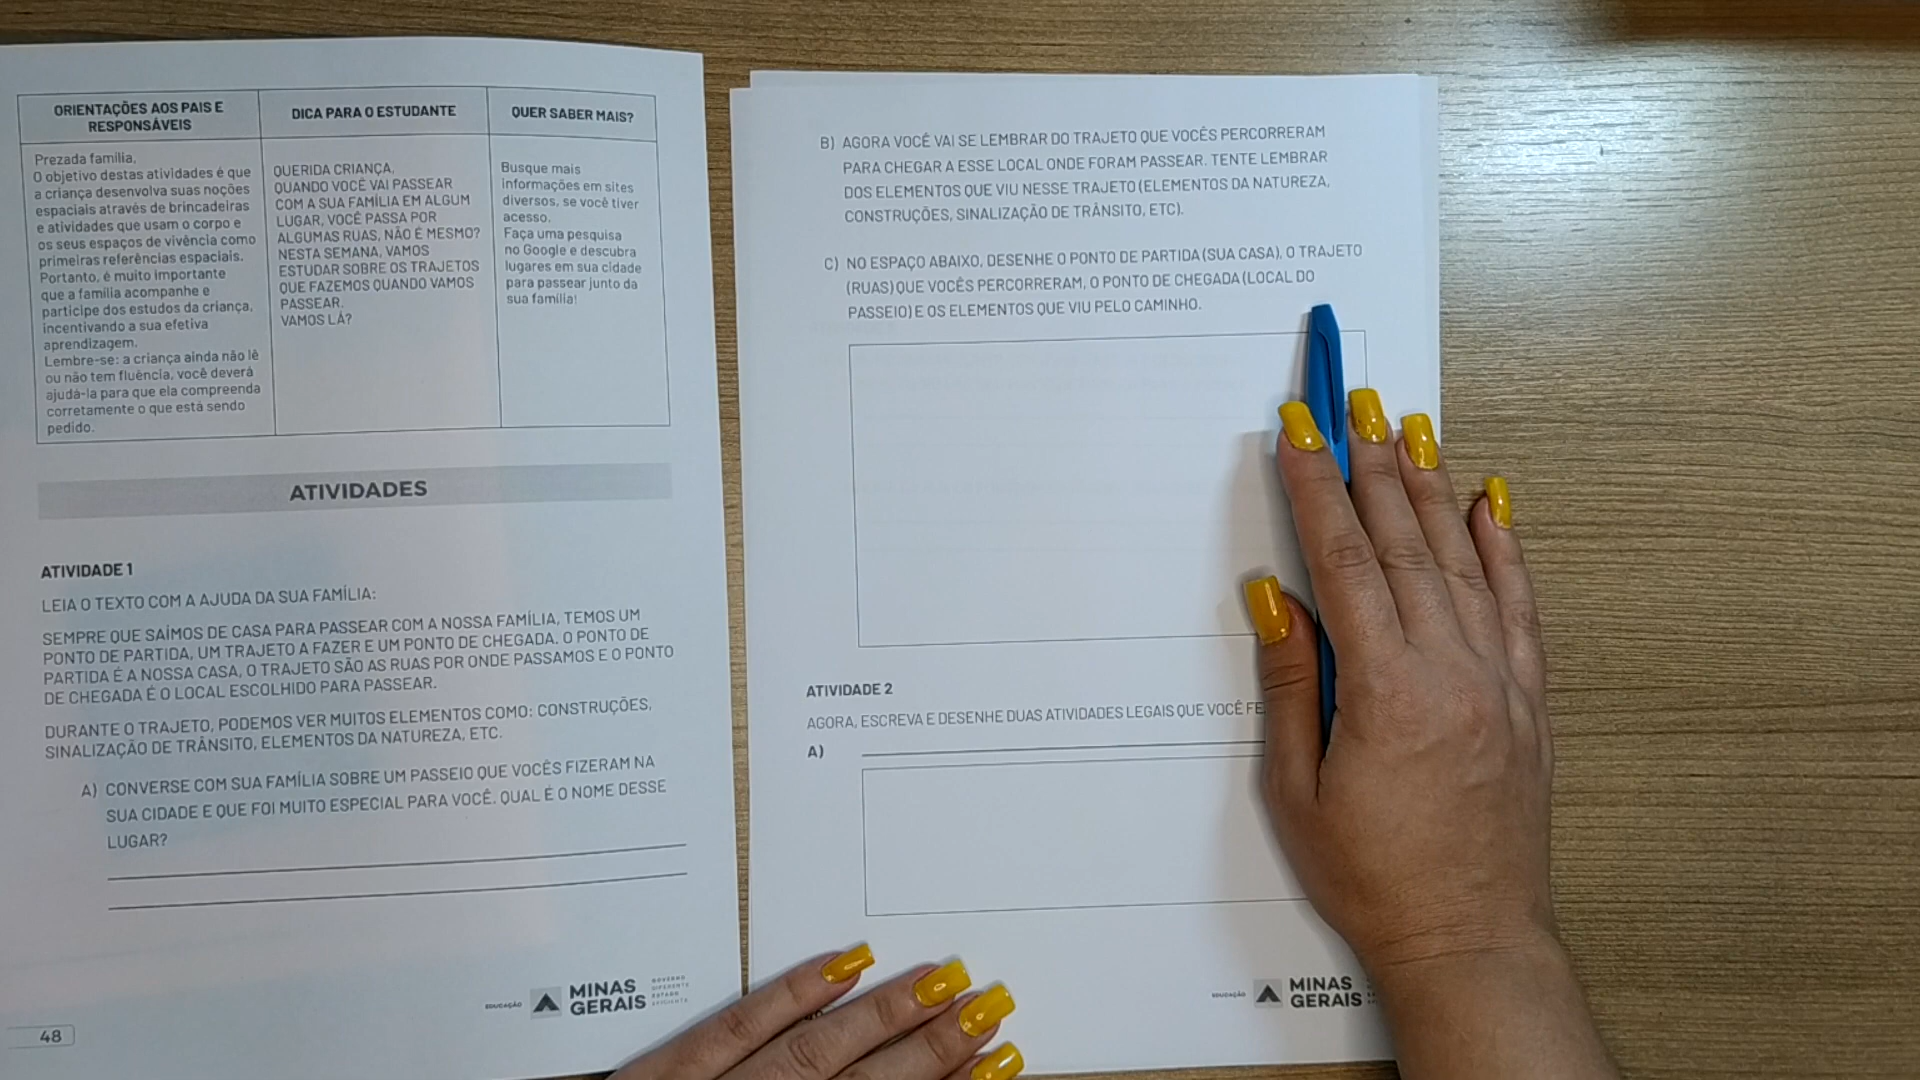 ORIENTAÇÕES AOS PAIS E
RESPONSÁVEIS
Prezada família,
O objetivo destas atividades é que
a criança desenvolva suas noções
espaciais através de brincadeiras
e atividades que usam o corpo e
os seus espaços de vivência como
primeiras referências espaciais.
Portanto, é muito importante
que a família acompanhe e
participe dos estudos da criança,
incentivando a sua efetiva
aprendizagem.
Lembre-se: a criança ainda não lê
ou não tem fluência, você deverá
ajudá-la para que ela compreenda
corretamente o que está sendo
pedido.
DICA PARA O ESTUDANTE
QUERIDA CRIANÇA,
QUANDO VOCÊ VAI PASSEAR
COM A SUA FAMÍLIA EM ALGUM
LUGAR, VOCÊ PASSA POR
ALGUMAS RUAS, NÃO É MESMO?
NESTA SEMANA, VAMOS
ESTUDAR SOBRE OS TRAJETOS
QUE FAZEMOS QUANDO VAMOS
PASSEAR.
VAMOS LÁ?
QUER SABER MAIS?
Busque mais
informações em sites
diversos, se você tiver
acesso.
Faça uma pesquisa
no Google e descubra
lugares em sua cidade
para passear junto da
sua família!
ATIVIDADES
ATIVIDADE 1
LEIA O TEXTO COM A AJUDA DA SUA FAMÍLIA:
SEMPRE QUE SAÍMOS DE CASA PARA PASSEAR COM A NOSSA FAMÍLIA, TEMOS UM
PONTO DE PARTIDA, UM TRAJETO A FAZER E UM PONTO DE CHEGADA. O PONTO DE
PARTIDA É A NOSSA CASA, O TRAJETO SÃO AS RUAS POR ONDE PASSAMOS E O PONTO
DE CHEGADA É O LOCAL ESCOLHIDO PARA PASSEAR.
DURANTE O TRAJETO, PODEMOS VER MUITOS ELEMENTOS COMO: CONSTRUÇÕES,
SINALIZAÇÃO DE TRÂNSITO, ELEMENTOS DA NATUREZA, ETC.
A) CONVERSE COM SUA FAMÍLIA SOBRE UM PASSEIO QUE VOCÊS FIZERAM NA
SUA CIDADE E QUE FOI MUITO ESPECIAL PARA VOCÊ. QUAL É O NOME DESSE
LUGAR?
EDUCAÇÃO
MINAS
GERAIS
GOVERNO
DIFERENTE
ESTADO
EFICIENTE
48
B) AGORA VOCÊ VAI SE LEMBRAR DO TRAJETO QUE VOCÊS PERCORRERAM
PARA CHEGAR A ESSE LOCAL ONDE FORAM PASSEAR. TENTE LEMBRAR
DOS ELEMENTOS QUE VIU NESSE TRAJETO (ELEMENTOS DA NATUREZA,
CONSTRUÇÕES, SINALIZAÇÃO DE TRÂNSITO, ETC).
C) NO ESPAÇO ABAIXO, DESENHE O PONTO DE PARTIDA (SUA CASA), O TRAJETO
(RUAS) QUE VOCÊS PERCORRERAM, O PONTO DE CHEGADA (LOCAL DO
PASSEIO) E OS ELEMENTOS QUE VIU PELO CAMINHO.
ATIVIDADE 2
AGORA, ESCREVA E DESENHE DUAS ATIVIDADES LEGAIS QUE VOCÊ FE
A)
EDUCAÇÃO
MINAS
GERAIS